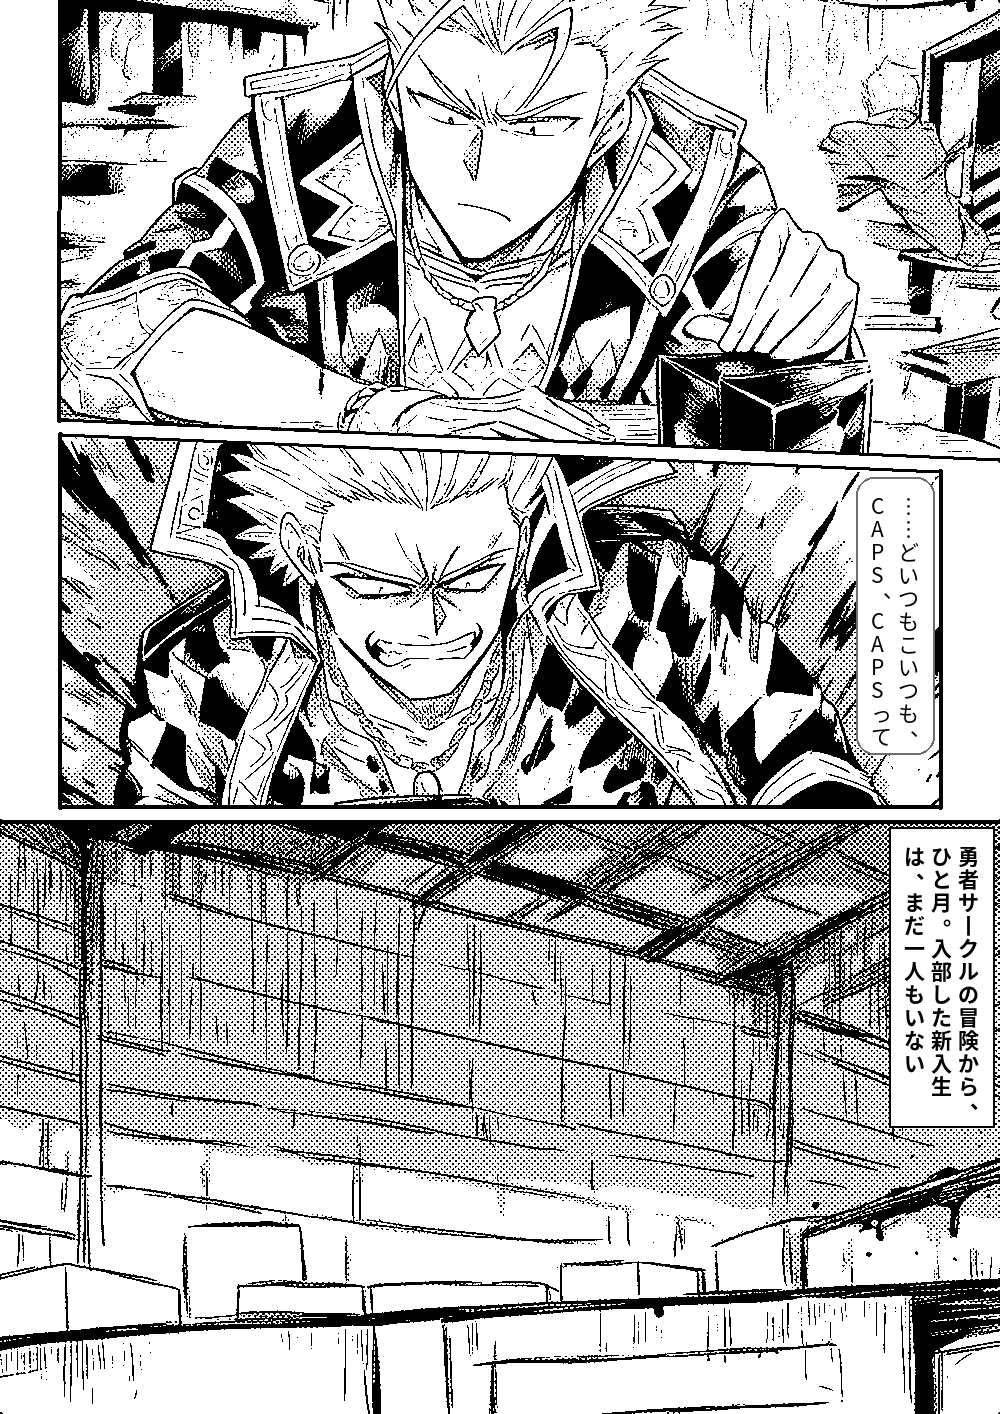 ……どいつもこいつも、
CAPS、CAPSって
勇者サークルの冒険から、
ひと月。入部した新入生
は、まだ一人もいない